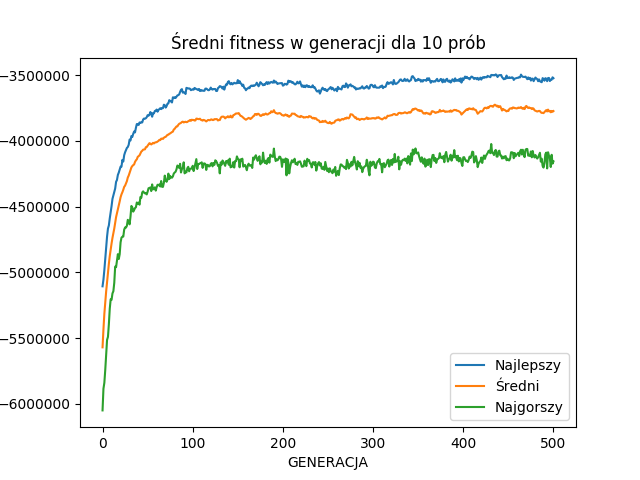 Średni fitness w generacji dla 10 prób
−3500000
−4000000
−4500000
−5000000
−5500000
−6000000
0 100 200 300 400 500
GENERACJA
Najlepszy
Średni
Najgorszy